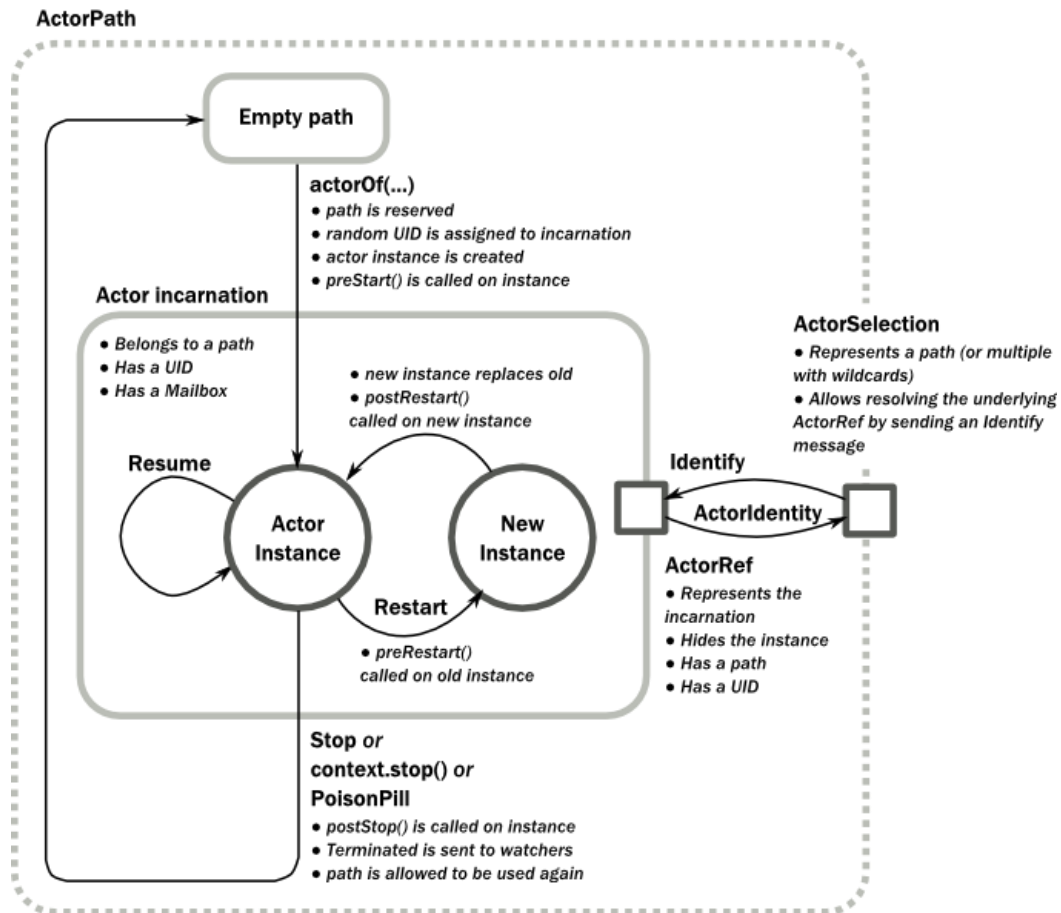 ActorPath
Empty path
actorOf(...)
● path is reserved
● random UID is assigned to incarnation
● actor instance is created
● preStart() is called on instance
Actor incarnation
● Belongs to a path
● Has a UID
● Has a Mailbox
● new instance replaces old
● postRestart()
called on new instance
Resume
Actor
Instance
New
Instance
Restart
● preRestart()
called on old instance
ActorSelection
● Represents a path (or multiple
with wildcards)
● Allows resolving the underlying
ActorRef by sending an Identify
message
Identify
ActorIdentity
ActorRef
● Represents the
incarnation
● Hides the instance
● Has a path
● Has a UID
Stop or
context.stop() or
PoisonPill
● postStop() is called on instance
● Terminated is sent to watchers
● path is allowed to be used again